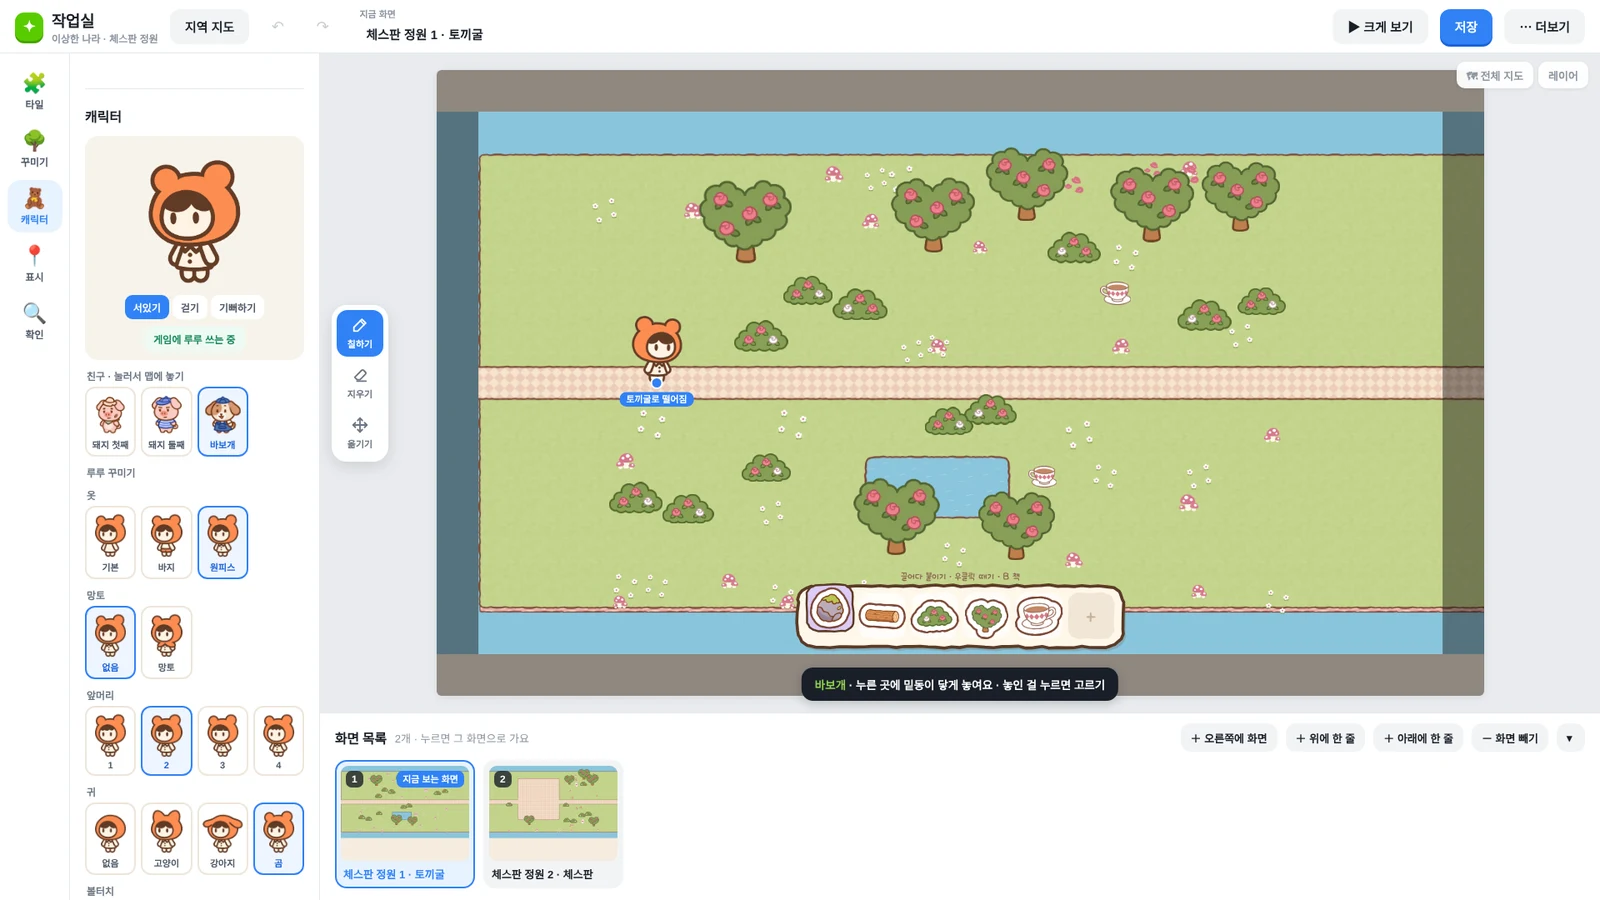 작업실
이상한 나라 · 체스판 정원
지역 지도
지금 화면
체스판 정원 1 · 토끼굴
▶ 크게 보기
저장
··· 더보기
타일
꾸미기
캐릭터
표시
확인
캐릭터
서있기
걷기
기뻐하기
게임에 루루 쓰는 중
친구 · 눌러서 맵에 놓기
돼지 첫째
돼지 둘째
바보개
루루 꾸미기
옷
기본
바지
원피스
망토
없음
망토
앞머리
1
2
3
4
귀
없음
고양이
강아지
곰
볼터치
칠하기
지우기
옮기기
전체 지도
레이어
토끼굴로 떨어짐
끌어다 붙이기 · 우클릭 떼기 · B 책
+
바보개 · 누른 곳에 밑동이 닿게 놓여요 · 놓인 걸 누르면 고르기
화면 목록
2개 · 누르면 그 화면으로 가요
+ 오른쪽에 화면
+ 위에 한 줄
+ 아래에 한 줄
− 화면 빼기
▼
1
지금 보는 화면
체스판 정원 1 · 토끼굴
2
체스판 정원 2 · 체스판